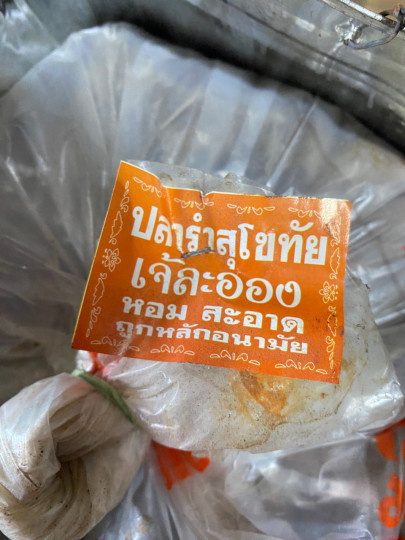 ปลารำสุโขทัย
เจ้ละออง
หอม สะอาด
ถูกหลักอนามัย